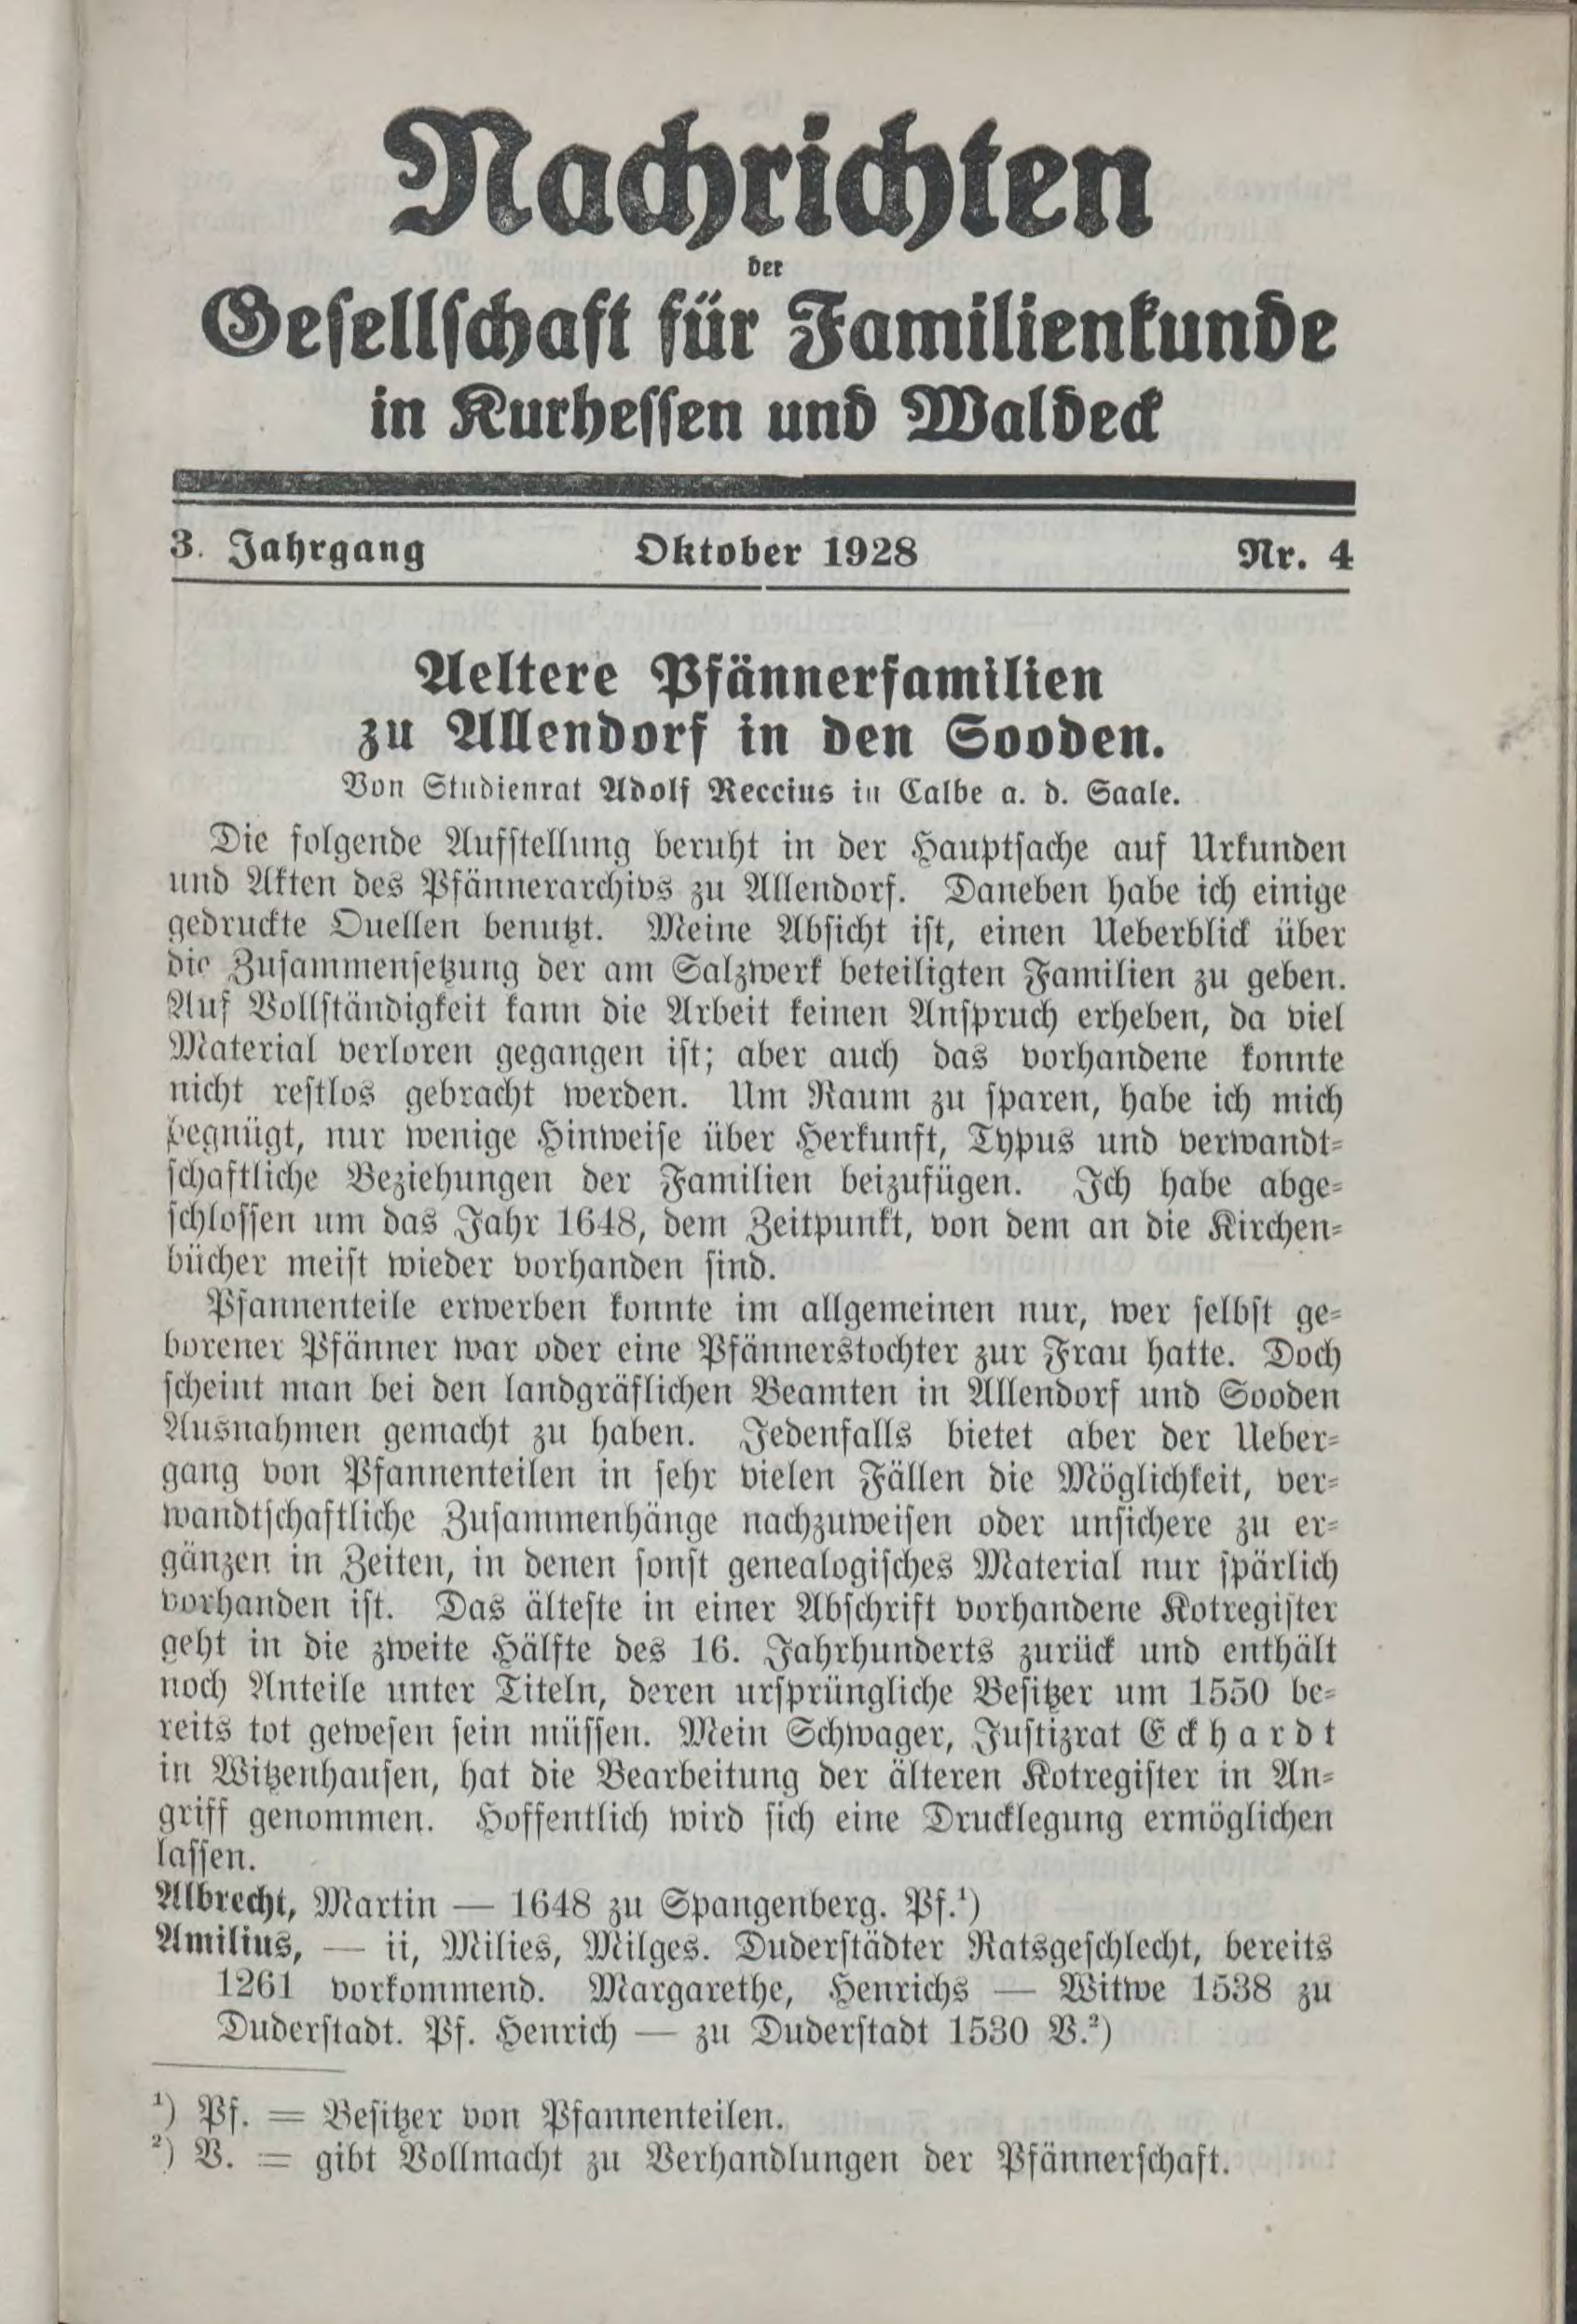 Nachrichten
der
Gesellschaft für Familienkunde
in Kurhessen und Waldeck
3. Jahrgang Oktober 1928 Nr. 4
Aeltere Pfännerfamilien
zu Allendorf in den Sooden.
Von Studienrat Adolf Reccius in Calbe a. d. Saale.
Die folgende Aufstellung beruht in der Hauptsache auf Urkunden
und Akten des Pfännerarchivs zu Allendorf. Daneben habe ich einige
gedruckte Quellen benutzt. Meine Absicht ist, einen Ueberblick über
die Zusammensetzung der am Salzwerk beteiligten Familien zu geben.
Auf Vollständigkeit kann die Arbeit keinen Anspruch erheben, da viel
Material verloren gegangen ist; aber auch das vorhandene konnte
nicht restlos gebracht werden. Um Raum zu sparen, habe ich mich
begnügt, nur wenige Hinweise über Herkunft, Typus und verwandt-
schaftliche Beziehungen der Familien beizufügen. Ich habe abge-
schlossen um das Jahr 1648, dem Zeitpunkt, von dem an die Kirchen-
bücher meist wieder vorhanden sind.
Pfannenteile erwerben konnte im allgemeinen nur, wer selbst ge-
borener Pfänner war oder eine Pfännerstochter zur Frau hatte. Doch
scheint man bei den landgräflichen Beamten in Allendorf und Sooden
Ausnahmen gemacht zu haben. Jedenfalls bietet aber der Ueber-
gang von Pfannenteilen in sehr vielen Fällen die Möglichkeit, ver-
wandtschaftliche Zusammenhänge nachzuweisen oder unsichere zu er-
gänzen in Zeiten, in denen sonst genealogisches Material nur spärlich
vorhanden ist. Das älteste in einer Abschrift vorhandene Kotregister
geht in die zweite Hälfte des 16. Jahrhunderts zurück und enthält
noch Anteile unter Titeln, deren ursprüngliche Besitzer um 1550 be-
reits tot gewesen sein müssen. Mein Schwager, Justizrat Eckhardt
in Witzenhausen, hat die Bearbeitung der älteren Kotregister in An-
griff genommen. Hoffentlich wird sich eine Drucklegung ermöglichen
lassen.
Albrecht, Martin — 1648 zu Spangenberg. Pf.¹)
Amilius, — ii, Milies, Milges. Duderstädter Ratsgeschlecht, bereits
1261 vorkommend. Margarethe, Henrichs — Witwe 1538 zu
Duderstadt. Pf. Henrich — zu Duderstadt 1530 V.²)
¹) Pf. = Besitzer von Pfannenteilen.
²) V. = gibt Vollmacht zu Verhandlungen der Pfännerschaft.